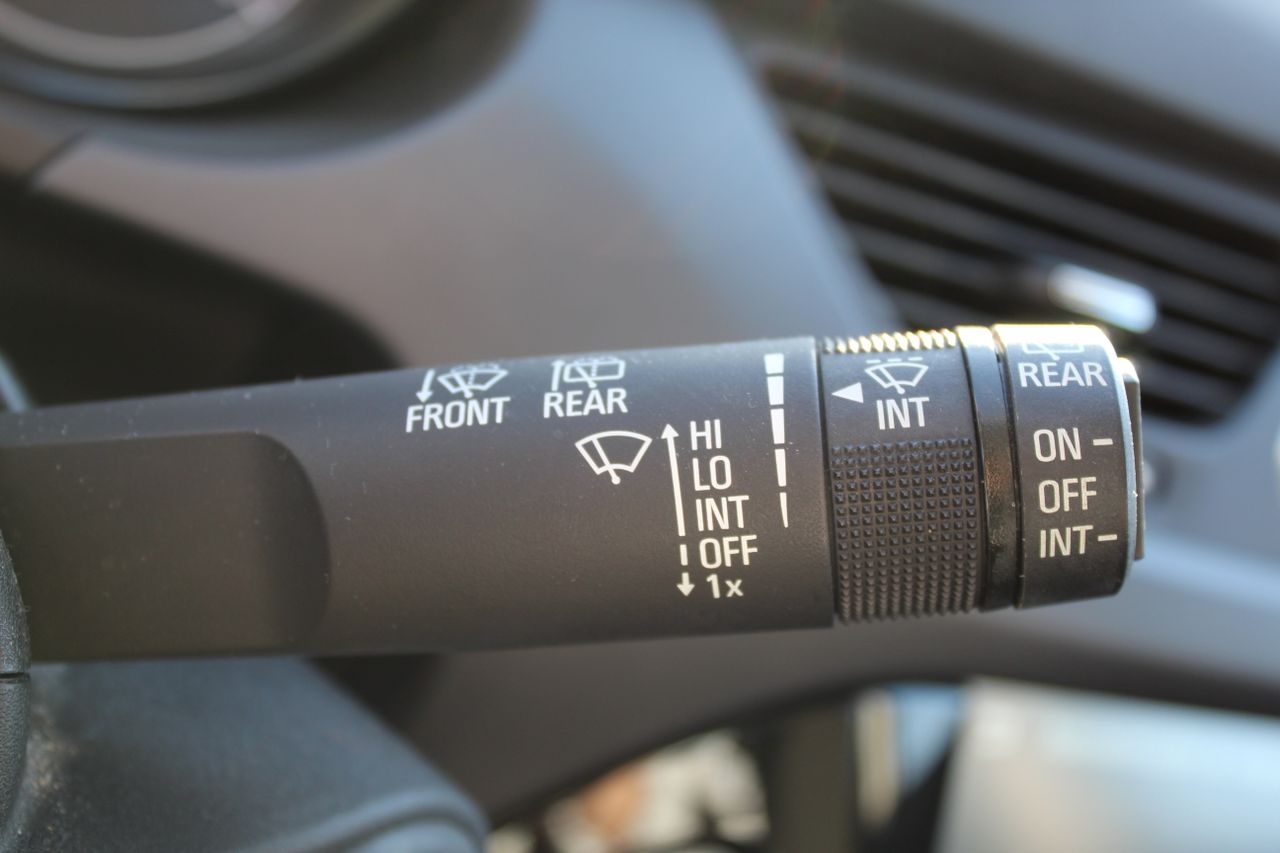 FRONT
REAR
HI
LO
INT
OFF
1x
INT
REAR
ON
OFF
INT